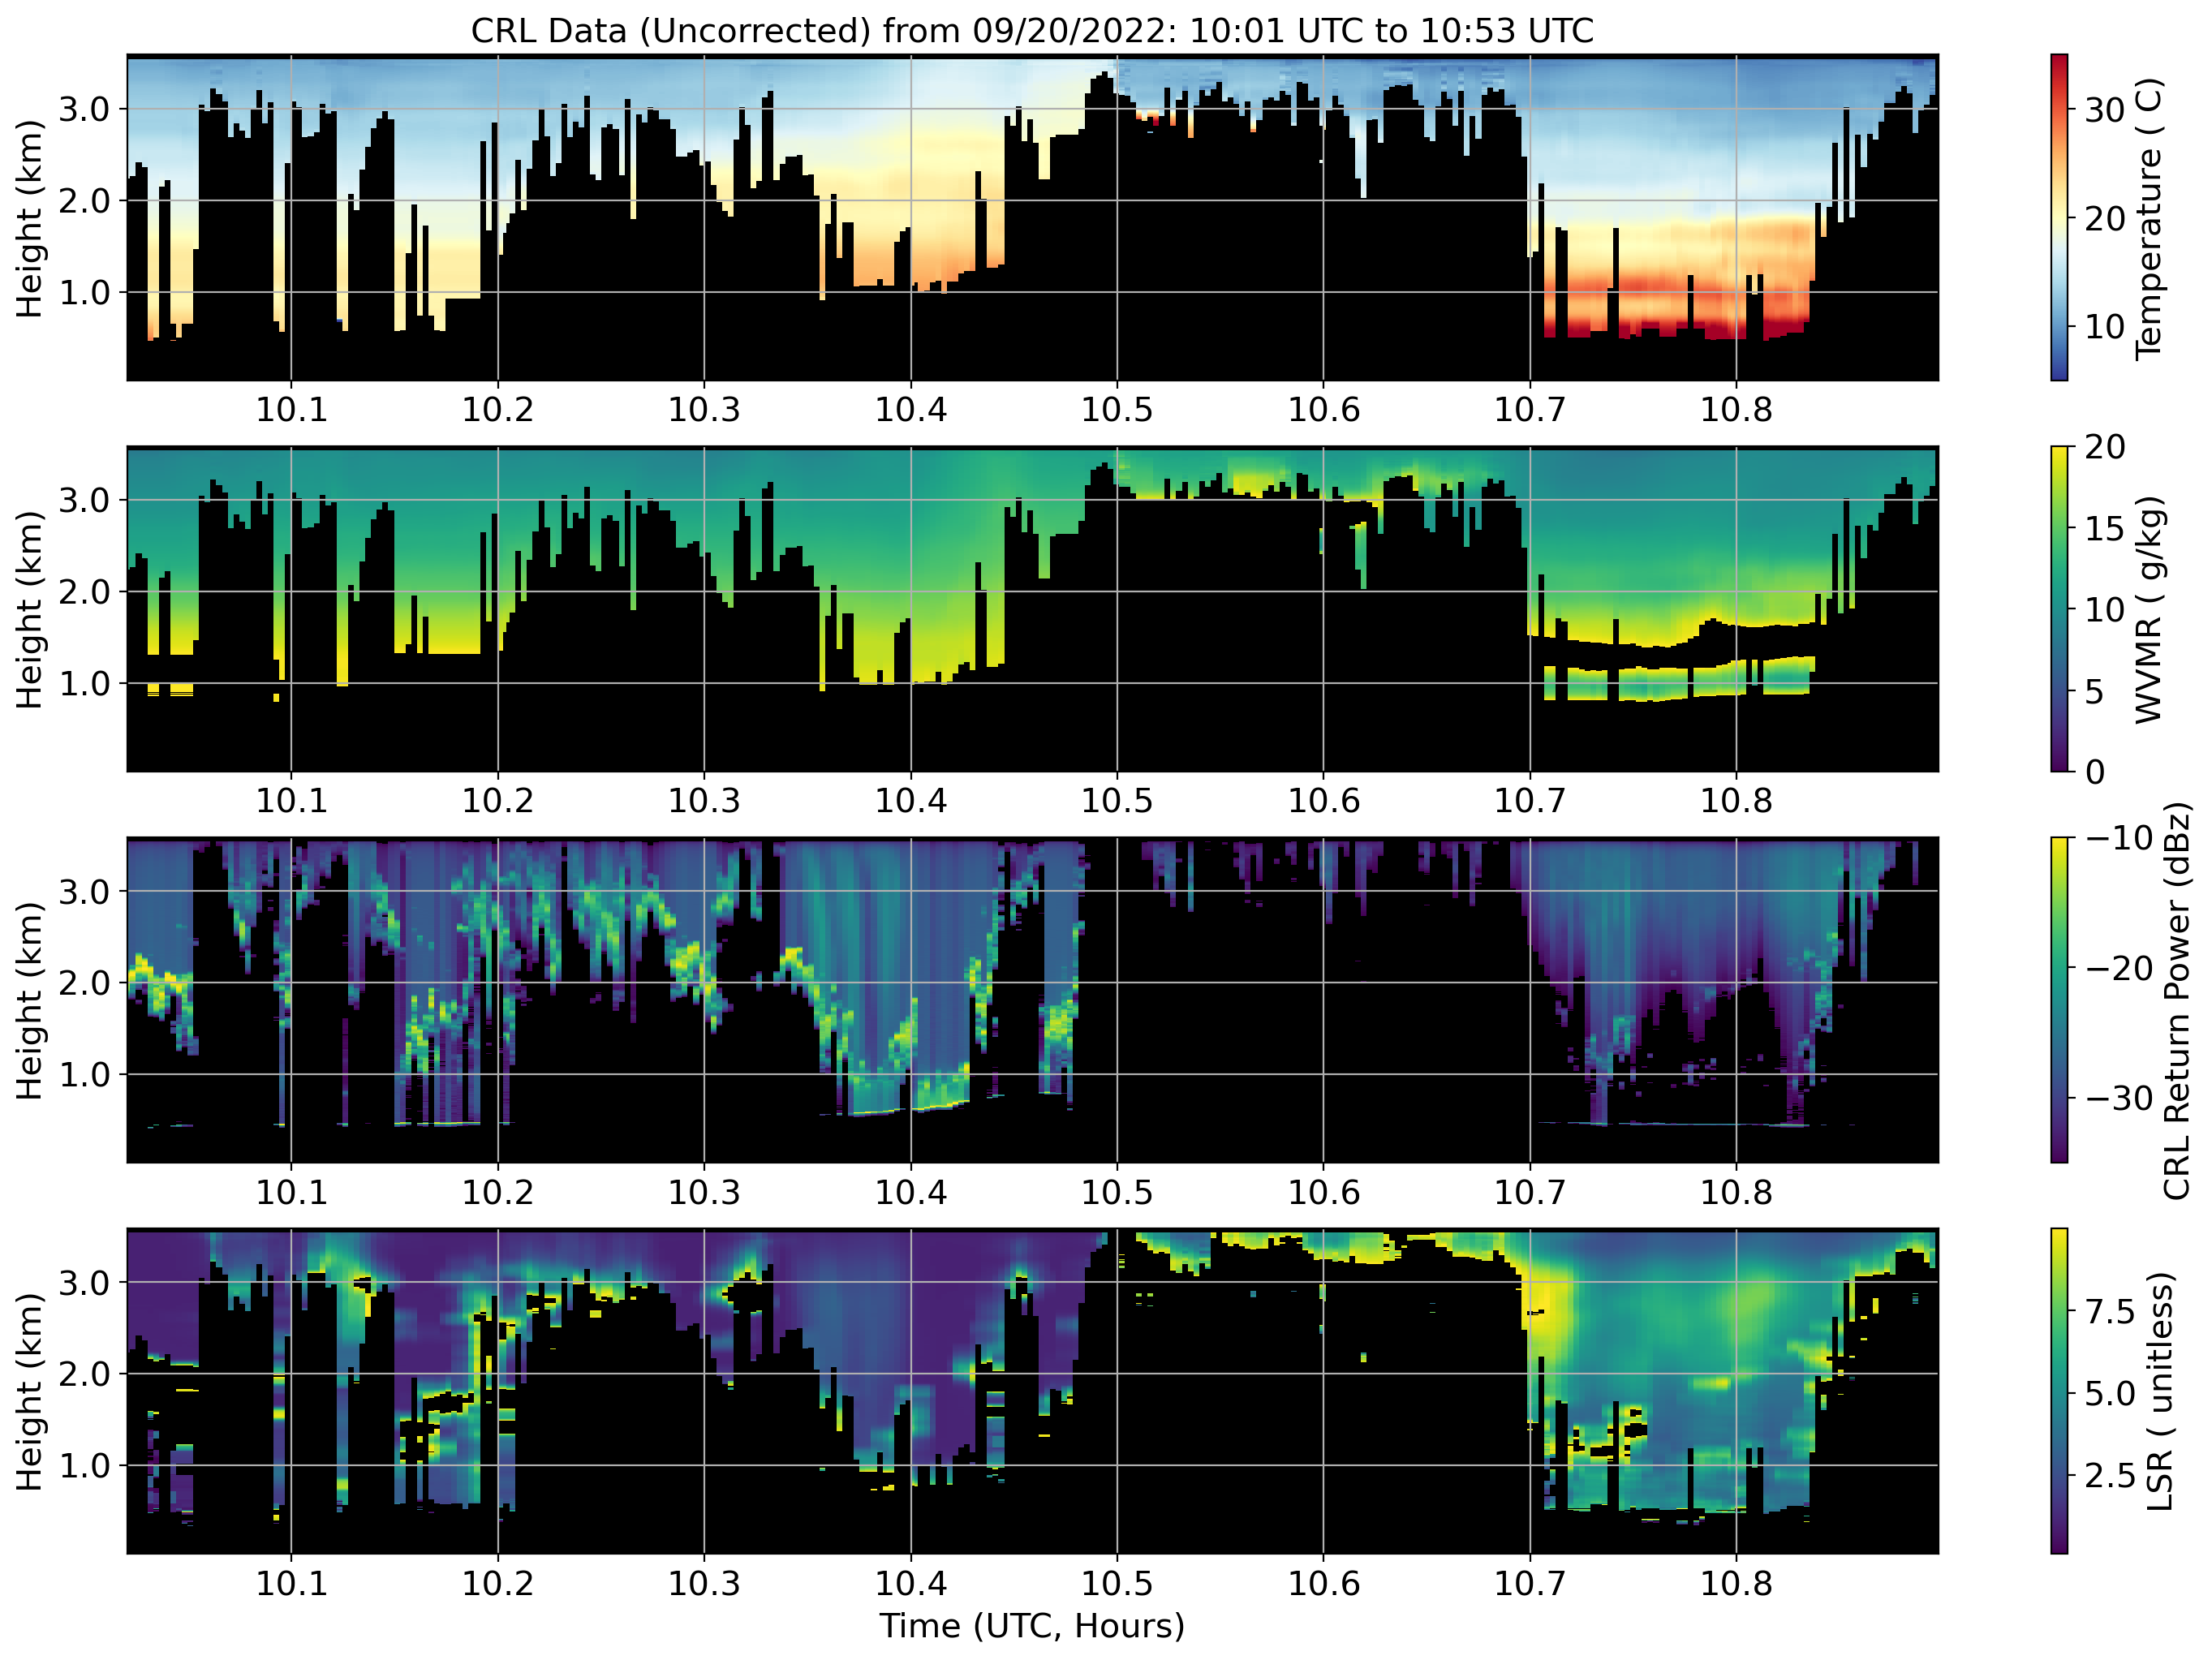 CRL Data (Uncorrected) from 09/20/2022: 10:01 UTC to 10:53 UTC
Height (km)
3.0
2.0
1.0
10.1 10.2 10.3 10.4 10.5 10.6 10.7 10.8
30
20
10
Temperature ( C)
Height (km)
3.0
2.0
1.0
10.1 10.2 10.3 10.4 10.5 10.6 10.7 10.8
20
15
10
5
0
WVMR ( g/kg)
Height (km)
3.0
2.0
1.0
10.1 10.2 10.3 10.4 10.5 10.6 10.7 10.8
−10
−20
−30
CRL Return Power (dBz)
Height (km)
3.0
2.0
1.0
10.1 10.2 10.3 10.4 10.5 10.6 10.7 10.8
7.5
5.0
2.5
LSR ( unitless)
Time (UTC, Hours)